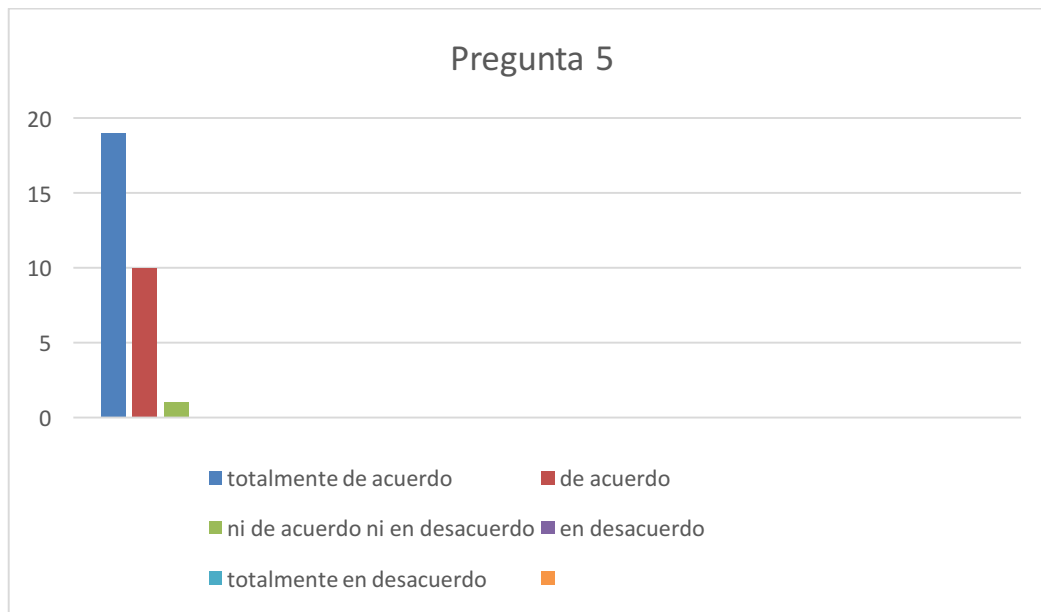 Pregunta 5
20
15
10
5
0
totalmente de acuerdo
de acuerdo
ni de acuerdo ni en desacuerdo
en desacuerdo
totalmente en desacuerdo